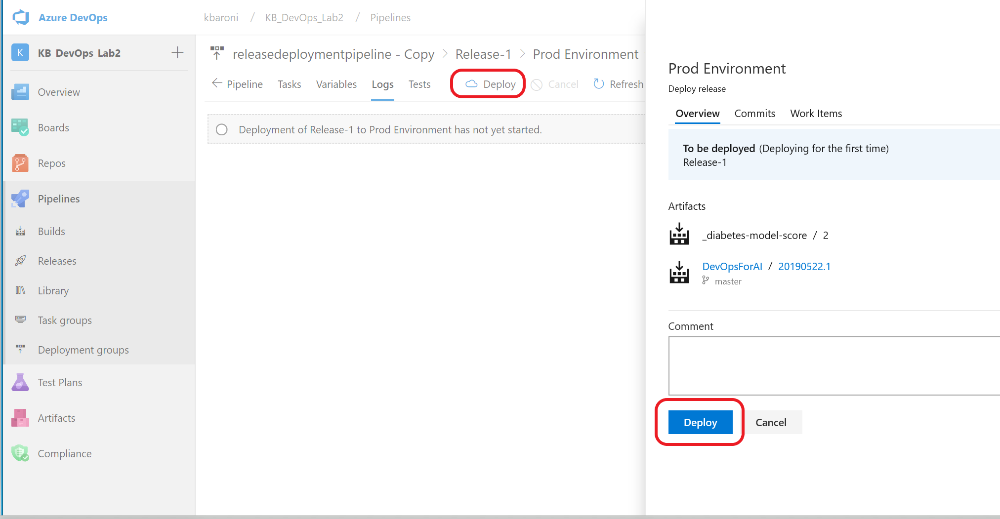 Azure DevOps
kbaroni / KB_DevOps_Lab2 / Pipelines
K KB_DevOps_Lab2
Overview
Boards
Repos
Pipelines
Builds
Releases
Library
Task groups
Deployment groups
Test Plans
Artifacts
Compliance
releasedeploymentpipeline - Copy > Release-1 > Prod Environment
Pipeline Tasks Variables Logs Tests Deploy Cancel Refresh
Deployment of Release-1 to Prod Environment has not yet started.
Prod Environment
Deploy release
Overview Commits Work Items
To be deployed (Deploying for the first time)
Release-1
Artifacts
_diabetes-model-score / 2
DevOpsForAI / 20190522.1
master
Comment
Deploy Cancel